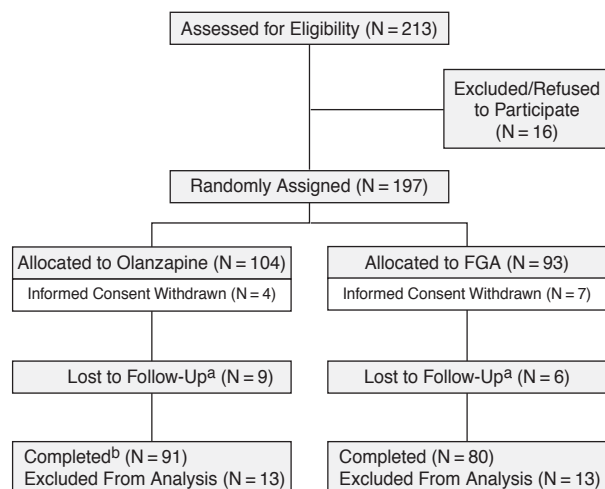 Assessed for Eligibility (N = 213)
Excluded/Refused
to Participate
(N = 16)
Randomly Assigned (N = 197)
Allocated to Olanzapine (N = 104)
Informed Consent Withdrawn (N = 4)
Allocated to FGA (N = 93)
Informed Consent Withdrawn (N = 7)
Lost to Follow-Upᵃ (N = 9)
Lost to Follow-Upᵃ (N = 6)
Completedᵇ (N = 91)
Excluded From Analysis (N = 13)
Completed (N = 80)
Excluded From Analysis (N = 13)